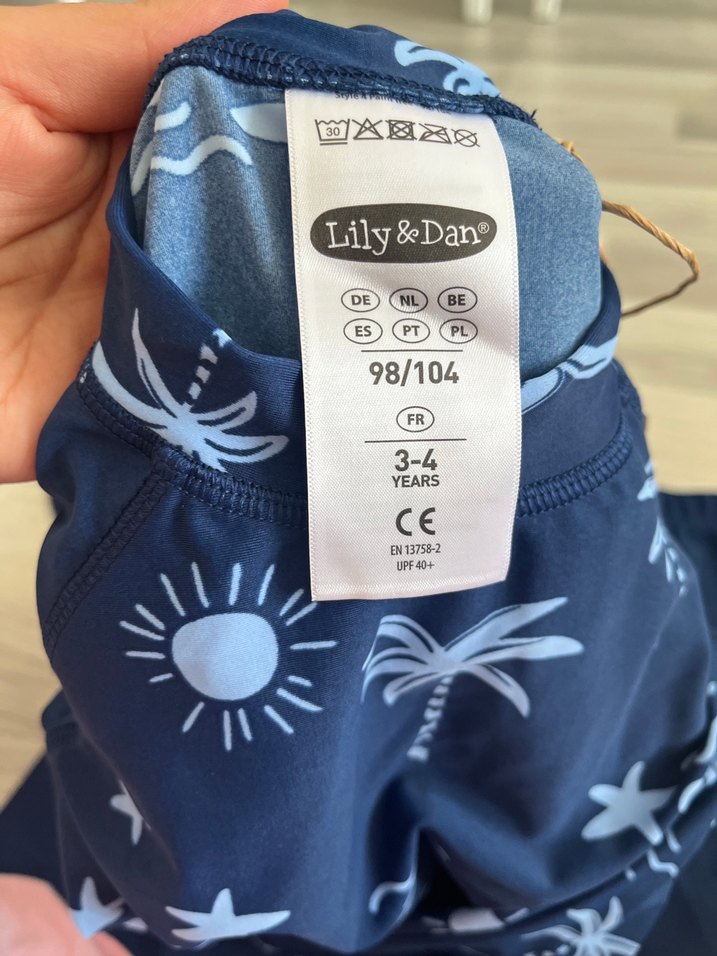 30
Lily & Dan®
DE NL BE
ES PT PL
98/104
FR
3-4
YEARS
CE
EN 13758-2
UPF 40+